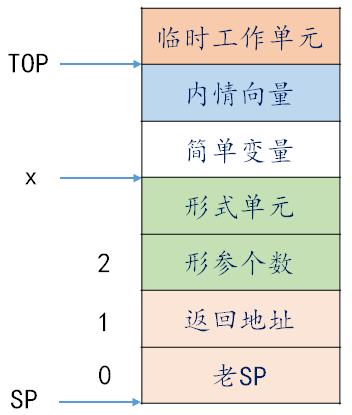 临时工作单元
TOP
内情向量
简单变量
x
形式单元
2 形参个数
1 返回地址
0 老SP
SP